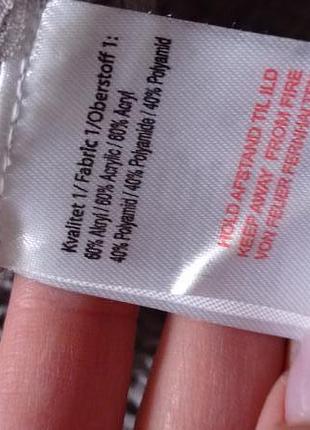 Kvalitet 1/ Fabric 1/Oberstoff 1:
60% Akryl / 60% Acrylic / 60% Acryl
40% Polyamid / 40% Polyamide / 40% Polyamid
HOLD AFSTAND TIL ILD
KEEP AWAY FROM FIRE
VON FEUER FERNHALTE